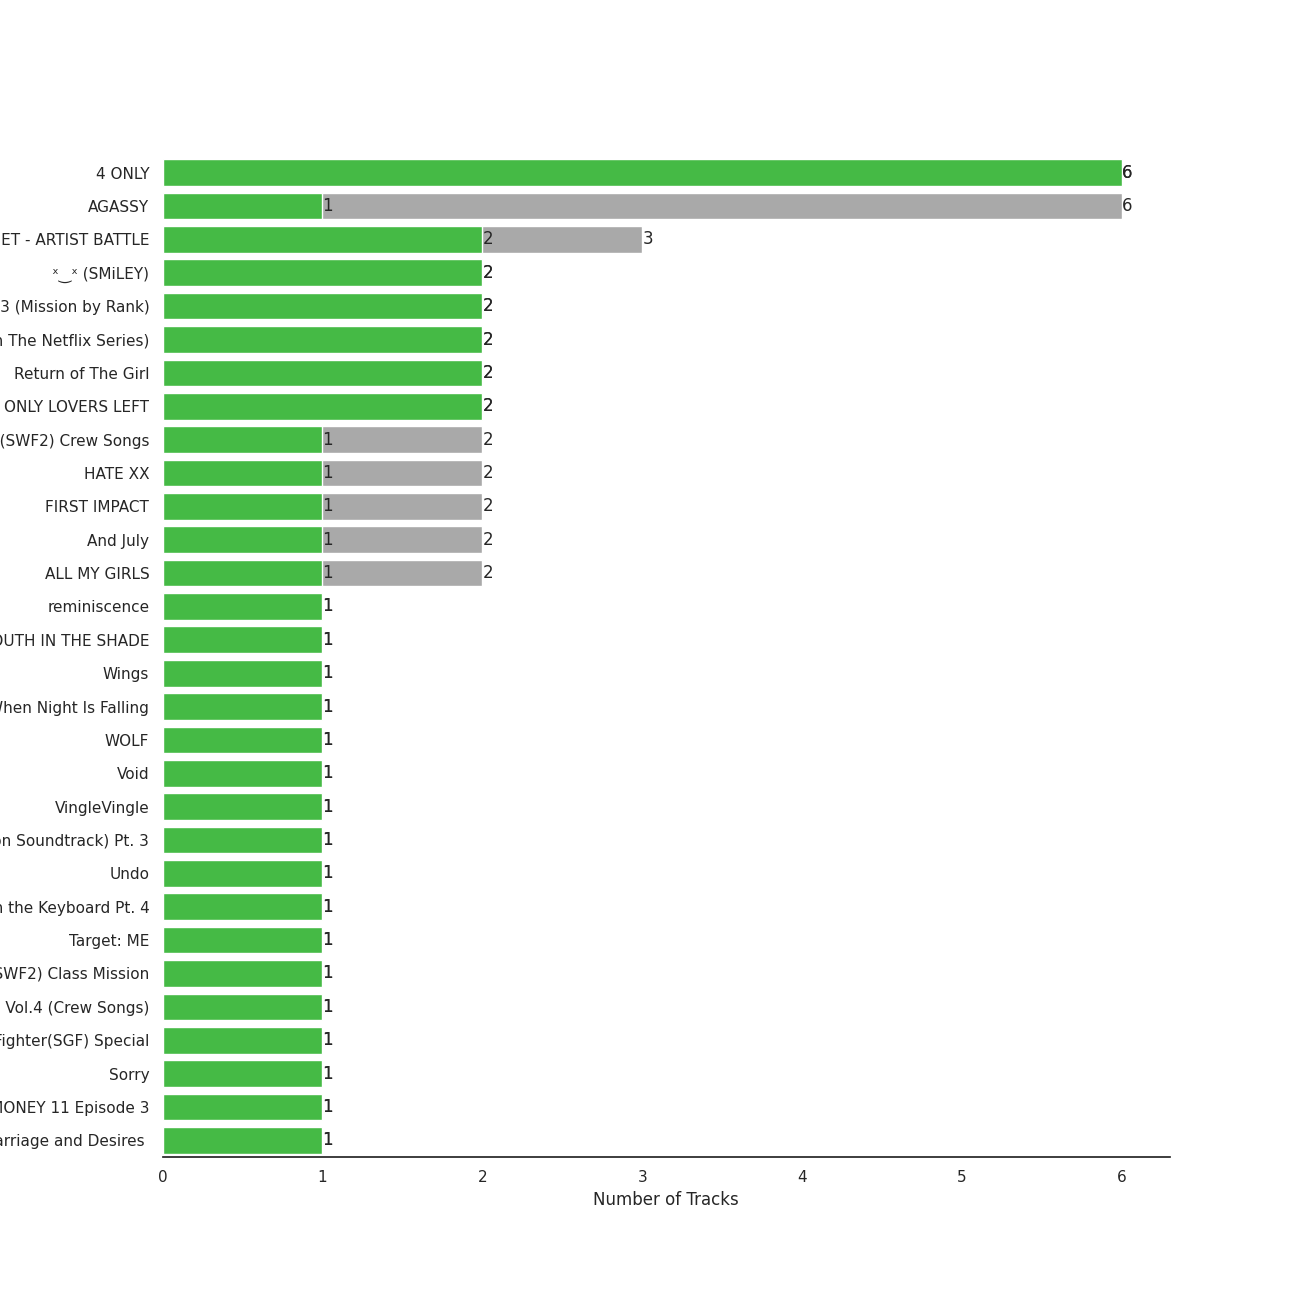 4 ONLY 6
AGASSY 1 6
ET - ARTIST BATTLE 2 3
ˣ‿ˣ (SMiLEY) 2
3 (Mission by Rank) 2
The Netflix Series) 2
Return of The Girl 2
ONLY LOVERS LEFT 2
(SWF2) Crew Songs 1 2
HATE XX 1 2
FIRST IMPACT 1 2
And July 1 2
ALL MY GIRLS 1 2
reminiscence 1
OUTH IN THE SHADE 1
Wings 1
When Night Is Falling 1
WOLF 1
Void 1
VingleVingle 1
on Soundtrack) Pt. 3 1
Undo 1
the Keyboard Pt. 4 1
Target: ME 1
SWF2) Class Mission 1
Vol.4 (Crew Songs) 1
Fighter(SGF) Special 1
Sorry 1
MONEY 11 Episode 3 1
arriage and Desires 1
0 1 2 3 4 5 6
Number of Tracks